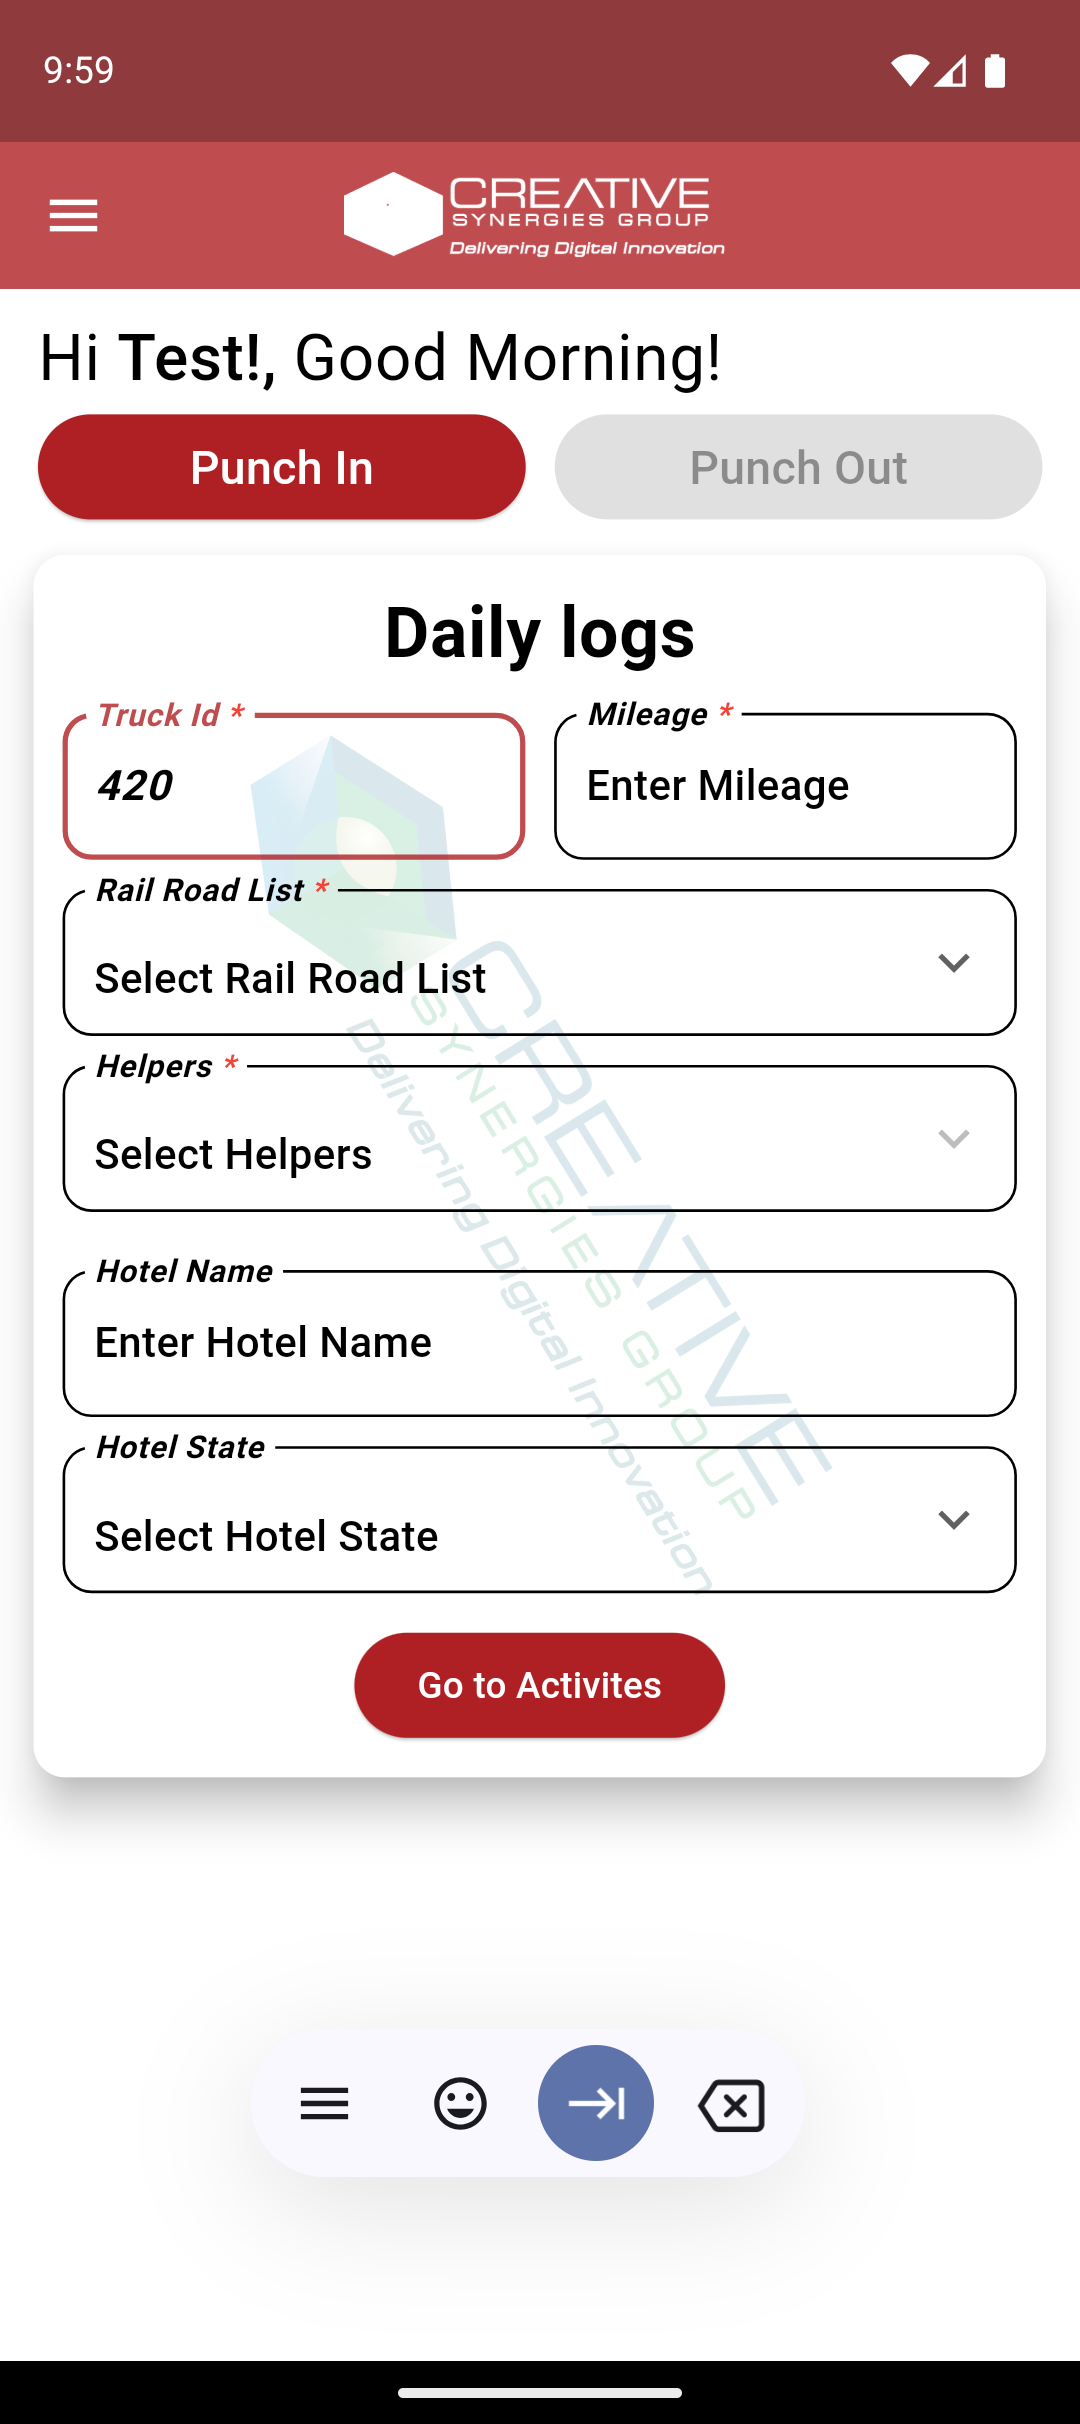 9:59
CREATIVE
SYNERGIES GROUP
Delivering Digital Innovation
Hi Test!, Good Morning!
Punch In
Punch Out
Daily logs
Truck Id *
420
Mileage *
Enter Mileage
Rail Road List *
Select Rail Road List
Helpers *
Select Helpers
Hotel Name
Enter Hotel Name
Hotel State
Select Hotel State
CREATIVE
SYNERGIES GROUP
Delivering Digital Innovation
Go to Activites